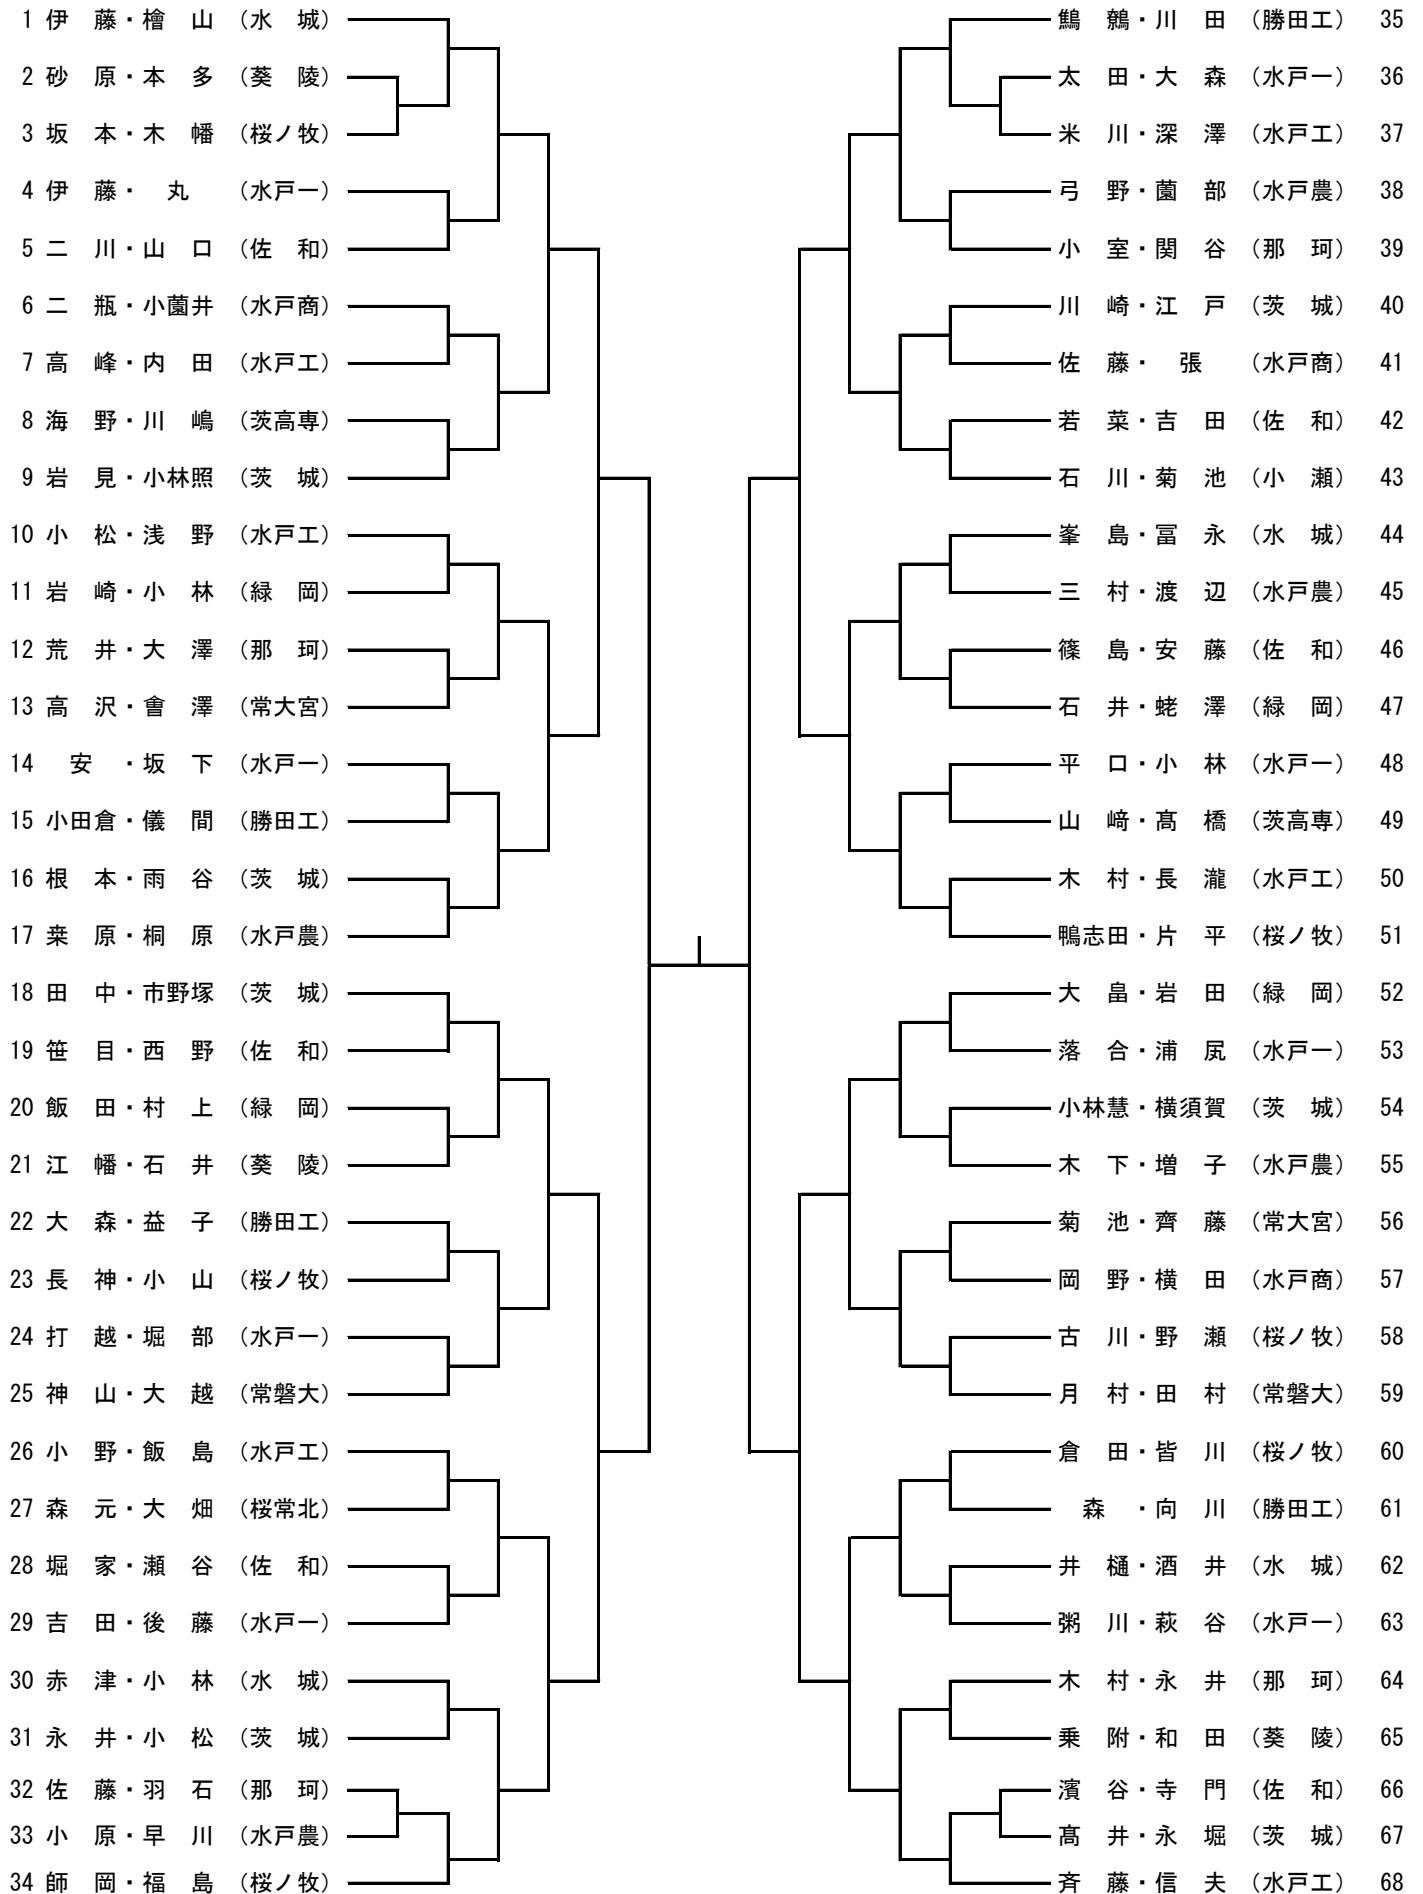 1 伊　藤・檜　山 （水　城）
2 砂　原・本　多 （葵　陵）
3 坂　本・木　幡 （桜ノ牧）
4 伊　藤・　丸　 （水戸一）
5 二　川・山　口 （佐　和）
6 二　瓶・小薗井 （水戸商）
7 高　峰・内　田 （水戸工）
8 海　野・川　嶋 （茨高専）
9 岩　見・小林照 （茨　城）
10 小　松・浅　野 （水戸工）
11 岩　崎・小　林 （緑　岡）
12 荒　井・大　澤 （那　珂）
13 高　沢・會　澤 （常大宮）
14 　安　・坂　下 （水戸一）
15 小田倉・儀　間 （勝田工）
16 根　本・雨　谷 （茨　城）
17 桒　原・桐　原 （水戸農）
18 田　中・市野塚 （茨　城）
19 笹　目・西　野 （佐　和）
20 飯　田・村　上 （緑　岡）
21 江　幡・石　井 （葵　陵）
22 大　森・益　子 （勝田工）
23 長　神・小　山 （桜ノ牧）
24 打　越・堀　部 （水戸一）
25 神　山・大　越 （常磐大）
26 小　野・飯　島 （水戸工）
27 森　元・大　畑 （桜常北）
28 堀　家・瀬　谷 （佐　和）
29 吉　田・後　藤 （水戸一）
30 赤　津・小　林 （水　城）
31 永　井・小　松 （茨　城）
32 佐　藤・羽　石 （那　珂）
33 小　原・早　川 （水戸農）
34 師　岡・福　島 （桜ノ牧）
鷦　鷯・川　田 （勝田工） 35
太　田・大　森 （水戸一） 36
米　川・深　澤 （水戸工） 37
弓　野・薗　部 （水戸農） 38
小　室・関　谷 （那　珂） 39
川　崎・江　戸 （茨　城） 40
佐　藤・　張　 （水戸商） 41
若　菜・吉　田 （佐　和） 42
石　川・菊　池 （小　瀬） 43
峯　島・冨　永 （水　城） 44
三　村・渡　辺 （水戸農） 45
篠　島・安　藤 （佐　和） 46
石　井・蛯　澤 （緑　岡） 47
平　口・小　林 （水戸一） 48
山　﨑・髙　橋 （茨高専） 49
木　村・長　瀧 （水戸工） 50
鴨志田・片　平 （桜ノ牧） 51
大　畠・岩　田 （緑　岡） 52
落　合・浦　㞍 （水戸一） 53
小林慧・横須賀 （茨　城） 54
木　下・増　子 （水戸農） 55
菊　池・齊　藤 （常大宮） 56
岡　野・横　田 （水戸商） 57
古　川・野　瀬 （桜ノ牧） 58
月　村・田　村 （常磐大） 59
倉　田・皆　川 （桜ノ牧） 60
　森　・向　川 （勝田工） 61
井　樋・酒　井 （水　城） 62
粥　川・萩　谷 （水戸一） 63
木　村・永　井 （那　珂） 64
乗　附・和　田 （葵　陵） 65
濱　谷・寺　門 （佐　和） 66
髙　井・永　堀 （茨　城） 67
斉　藤・信　夫 （水戸工） 68